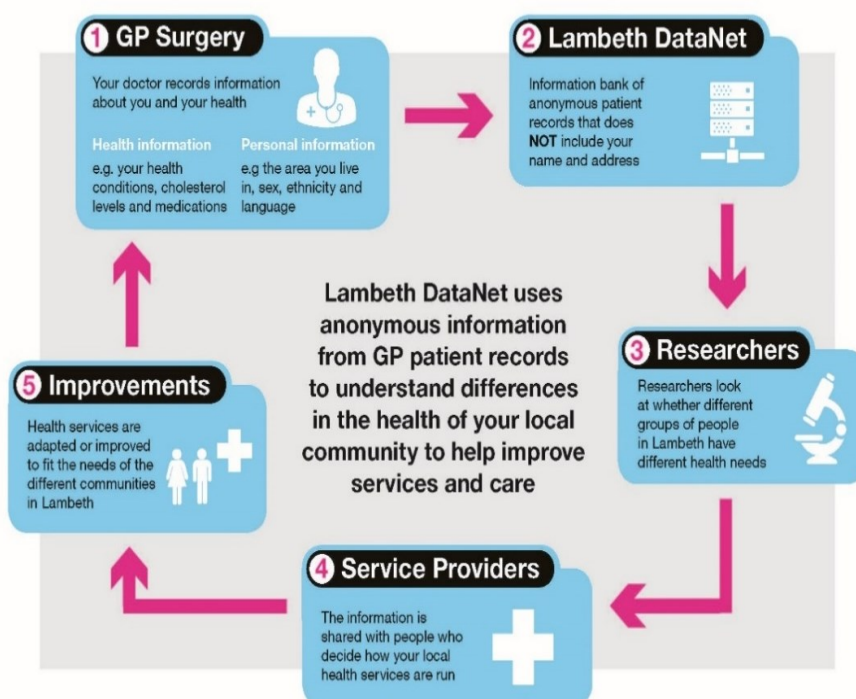 1 GP Surgery
Your doctor records information
about you and your health
Health information
e.g. your health
conditions, cholesterol
levels and medications
Personal information
e.g the area you live
in, sex, ethnicity and
language
2 Lambeth DataNet
Information bank of
anonymous patient
records that does
NOT include your
name and address
Lambeth DataNet uses
anonymous information
from GP patient records
to understand differences
in the health of your local
community to help improve
services and care
3 Researchers
Researchers look
at whether different
groups of people
in Lambeth have
different health needs
4 Service Providers
The information is
shared with people who
decide how your local
health services are run
5 Improvements
Health services are
adapted or improved
to fit the needs of the
different communities
in Lambeth